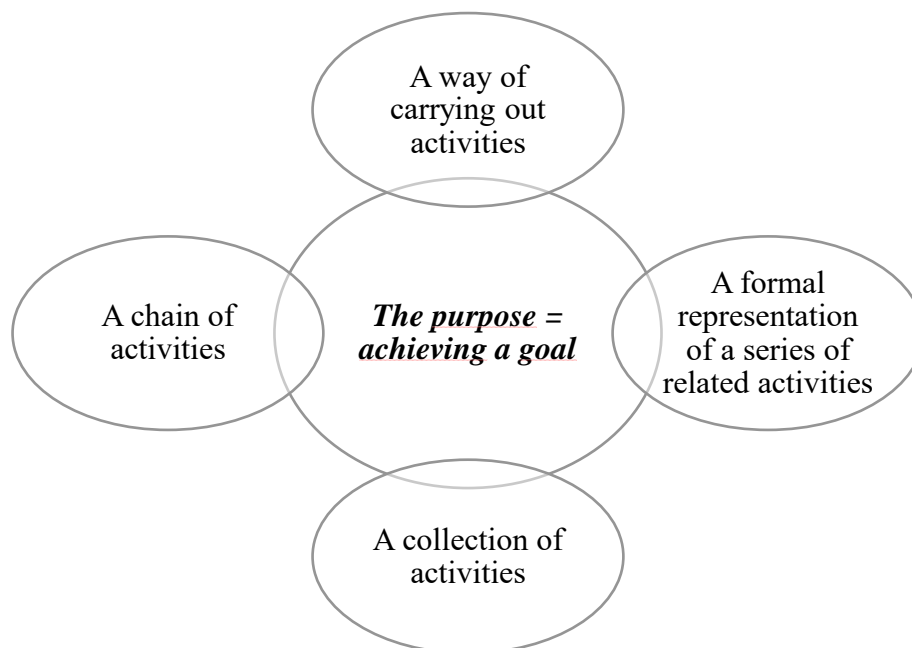 A way of
carrying out
activities
A chain of
activities
The purpose =
achieving a goal
A formal
representation
of a series of
related activities
A collection of
activities